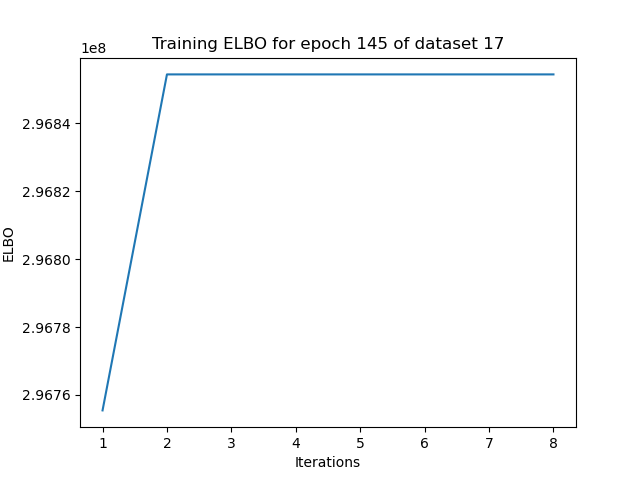 Training ELBO for epoch 145 of dataset 17
1e8
2.9684
2.9682
2.9680
2.9678
2.9676
ELBO
1 2 3 4 5 6 7 8
Iterations